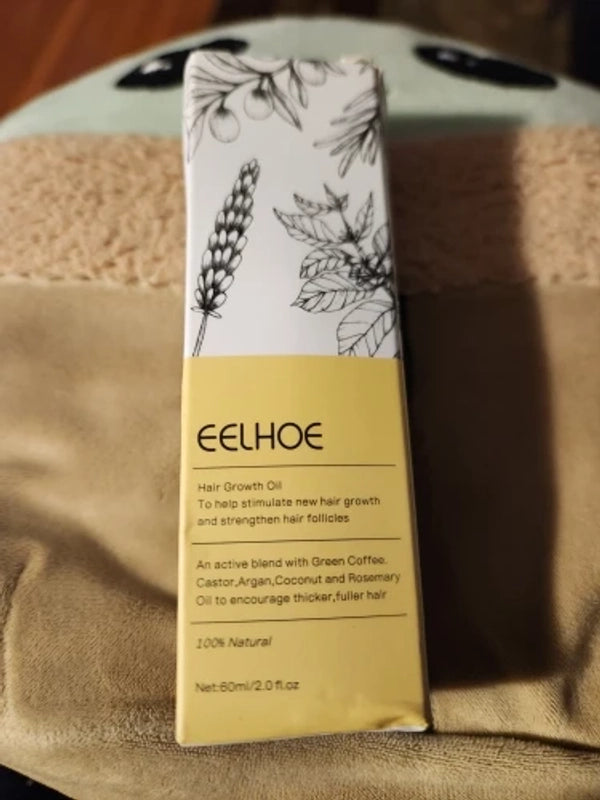 EELHOE
Hair Growth Oil
To help stimulate new hair growth
and strengthen hair follicles
An active blend with Green Coffee.
Castor,Argan,Coconut and Rosemary
Oil to encourage thicker,fuller hair
100% Natural
Net:60ml/2.0 fl.oz